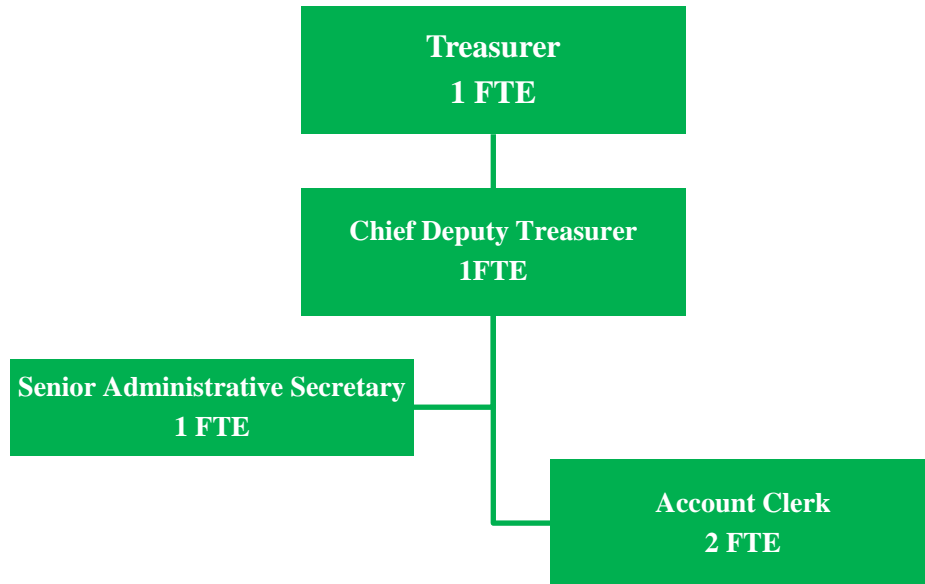 Treasurer
1 FTE
Chief Deputy Treasurer
1FTE
Senior Administrative Secretary
1 FTE
Account Clerk
2 FTE